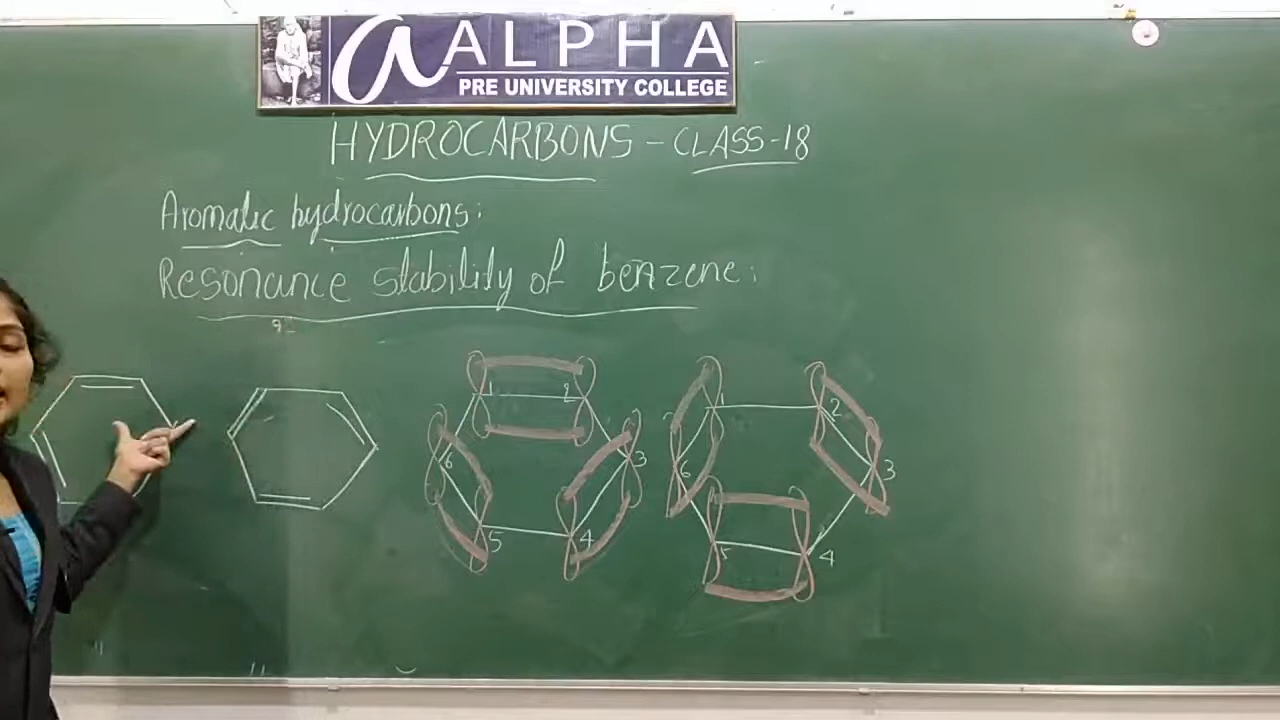 a ALPHA
PRE UNIVERSITY COLLEGE
HYDROCARBONS - CLASS-18
Aromatic hydrocarbons:
Resonance stability of benzene:
1 2 3 4 5 6
1 2 3 4 5 6